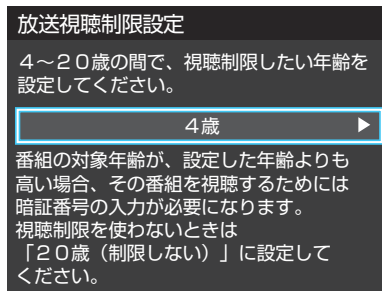 放送視聴制限設定
４～２０歳の間で、視聴制限したい年齢を
設定してください。
4歳 ▶
番組の対象年齢が、設定した年齢よりも
高い場合、その番組を視聴するためには
暗証番号の入力が必要になります。
視聴制限を使わないときは
「２０歳（制限しない）」に設定して
ください。